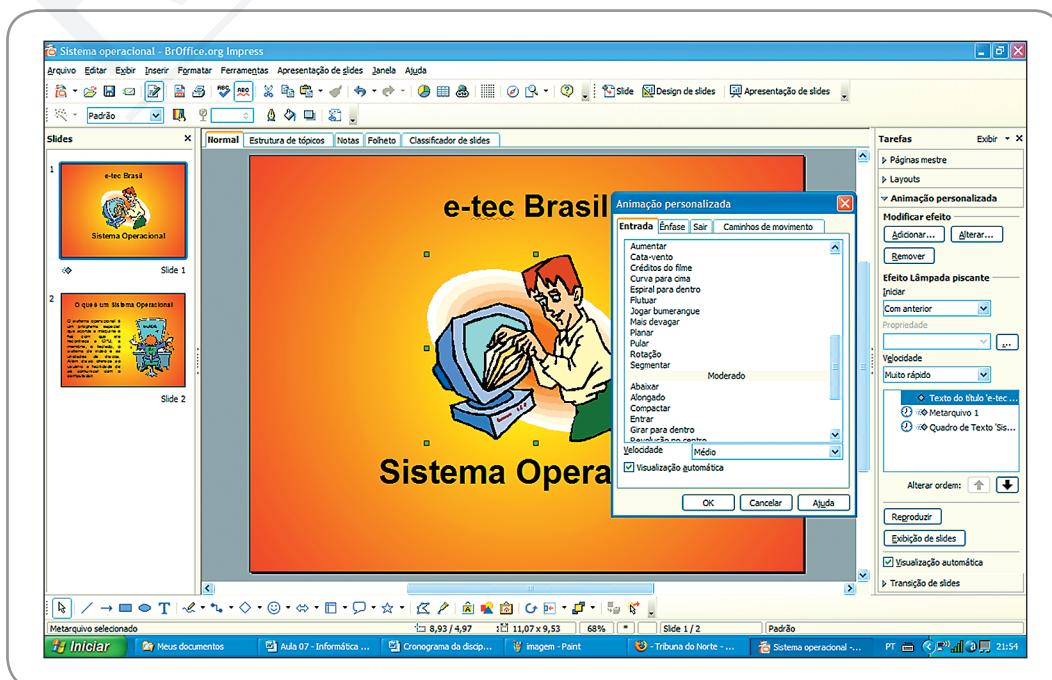 Sistema operacional - BrOffice.org Impress
Arquivo Editar Exibir Inserir Formatar Ferramentas Apresentação de slides Janela Ajuda
Slide Design de slides Apresentação de slides
Padrão
Slides
Normal Estrutura de tópicos Notas Folheto Classificador de slides
1
e-tec Brasil
Sistema Operacional
Slide 1
2
O que é um Sistema Operacional
Slide 2
e-tec Brasil
Sistema Opera
Animação personalizada
Entrada Ênfase Sair Caminhos de movimento
Aumentar
Cata-vento
Créditos do filme
Curva para cima
Espiral para dentro
Flutuar
Jogar bumerangue
Mais devagar
Planar
Pular
Rotação
Segmentar
Moderado
Abaixar
Alongado
Compactar
Entrar
Girar para dentro
Revolução no centro
Velocidade Médio
Visualização automática
OK Cancelar Ajuda
Tarefas Exibir
Páginas mestre
Layouts
Animação personalizada
Modificar efeito
Adicionar... Alterar...
Remover
Efeito Lâmpada piscante
Iniciar
Com anterior
Propriedade
...
Velocidade
Muito rápido
Texto do título 'e-tec ...
Metarquivo 1
Quadro de Texto 'Sis...
Alterar ordem:
Reproduzir
Exibição de slides
Visualização automática
Transição de slides
Metarquivo selecionado 8,93 / 4,97 11,07 x 9,53 68% * Slide 1 / 2 Padrão
Iniciar Meus documentos Aula 07 - Informática ... Cronograma da discip... imagem - Paint - Tribuna do Norte - ... Sistema operacional -... PT 21:54